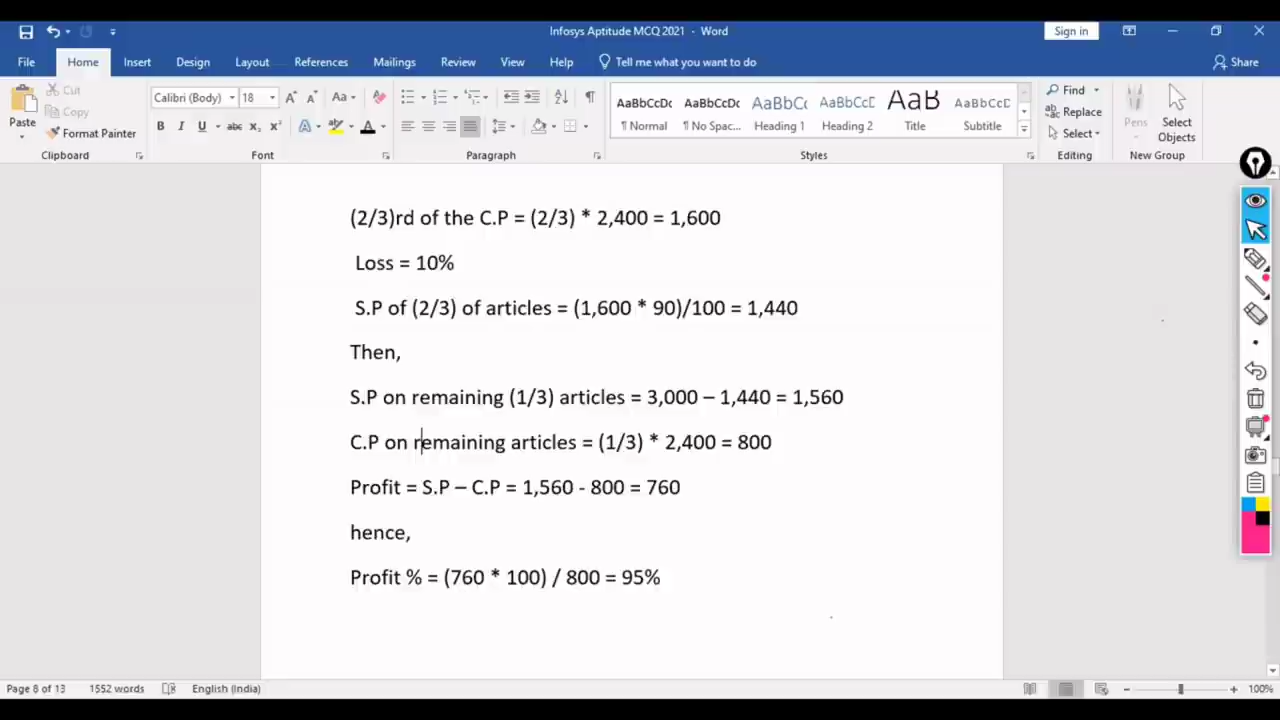 Infosys Aptitude MCQ 2021 - Word
Sign in
File Home Insert Design Layout References Mailings Review View Help Tell me what you want to do Share
Cut
Copy
Format Painter
Paste
Calibri (Body) 18
Aa
B I U abc x₂ x² A A
AaBbCcDc AaBbCcDc AaBbCc AaBbCcD AaB AaBbCcD
¶ Normal ¶ No Spac... Heading 1 Heading 2 Title Subtitle
Find
Replace
Select
Pens
Select Objects
Clipboard Font Paragraph Styles Editing New Group
(2/3)rd of the C.P = (2/3) * 2,400 = 1,600
Loss = 10%
S.P of (2/3) of articles = (1,600 * 90)/100 = 1,440
Then,
S.P on remaining (1/3) articles = 3,000 – 1,440 = 1,560
C.P on remaining articles = (1/3) * 2,400 = 800
Profit = S.P – C.P = 1,560 - 800 = 760
hence,
Profit % = (760 * 100) / 800 = 95%
Page 8 of 13 1552 words English (India) 100%